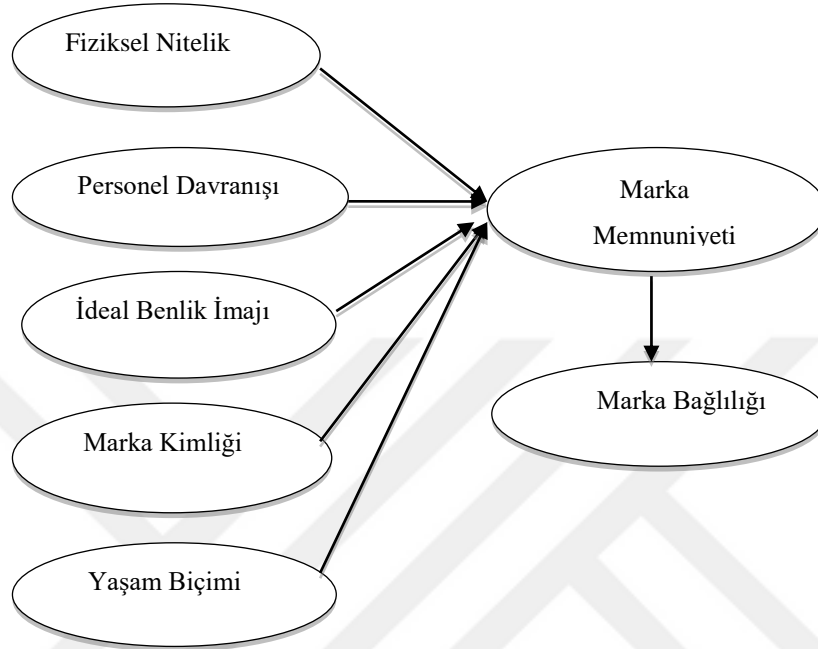 Fiziksel Nitelik
Personel Davranışı
İdeal Benlik İmajı
Marka Kimliği
Yaşam Biçimi
Marka
Memnuniyeti
Marka Bağlılığı